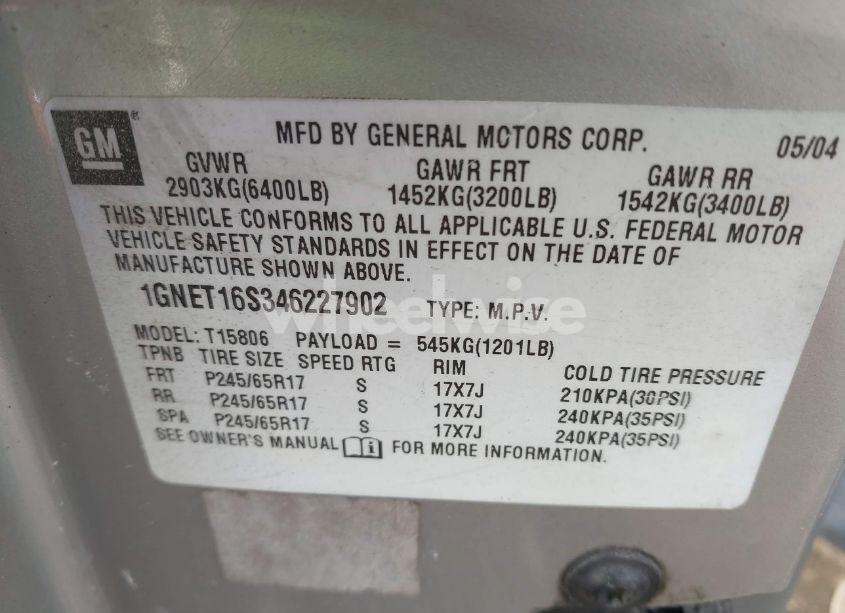 GM
MFD BY GENERAL MOTORS CORP. 05/04
GVWR GAWR FRT GAWR RR
2903KG(6400LB) 1452KG(3200LB) 1542KG(3400LB)
THIS VEHICLE CONFORMS TO ALL APPLICABLE U.S. FEDERAL MOTOR
VEHICLE SAFETY STANDARDS IN EFFECT ON THE DATE OF
MANUFACTURE SHOWN ABOVE.
1GNET16S346227902 TYPE: M.P.V.
wheelwise
MODEL: T15806 PAYLOAD = 545KG(1201LB)
TPNB TIRE SIZE SPEED RTG RIM COLD TIRE PRESSURE
FRT P245/65R17 S 17X7J 210KPA(30PSI)
RR P245/65R17 S 17X7J 240KPA(35PSI)
SPA P245/65R17 S 17X7J 240KPA(35PSI)
SEE OWNER'S MANUAL i FOR MORE INFORMATION.